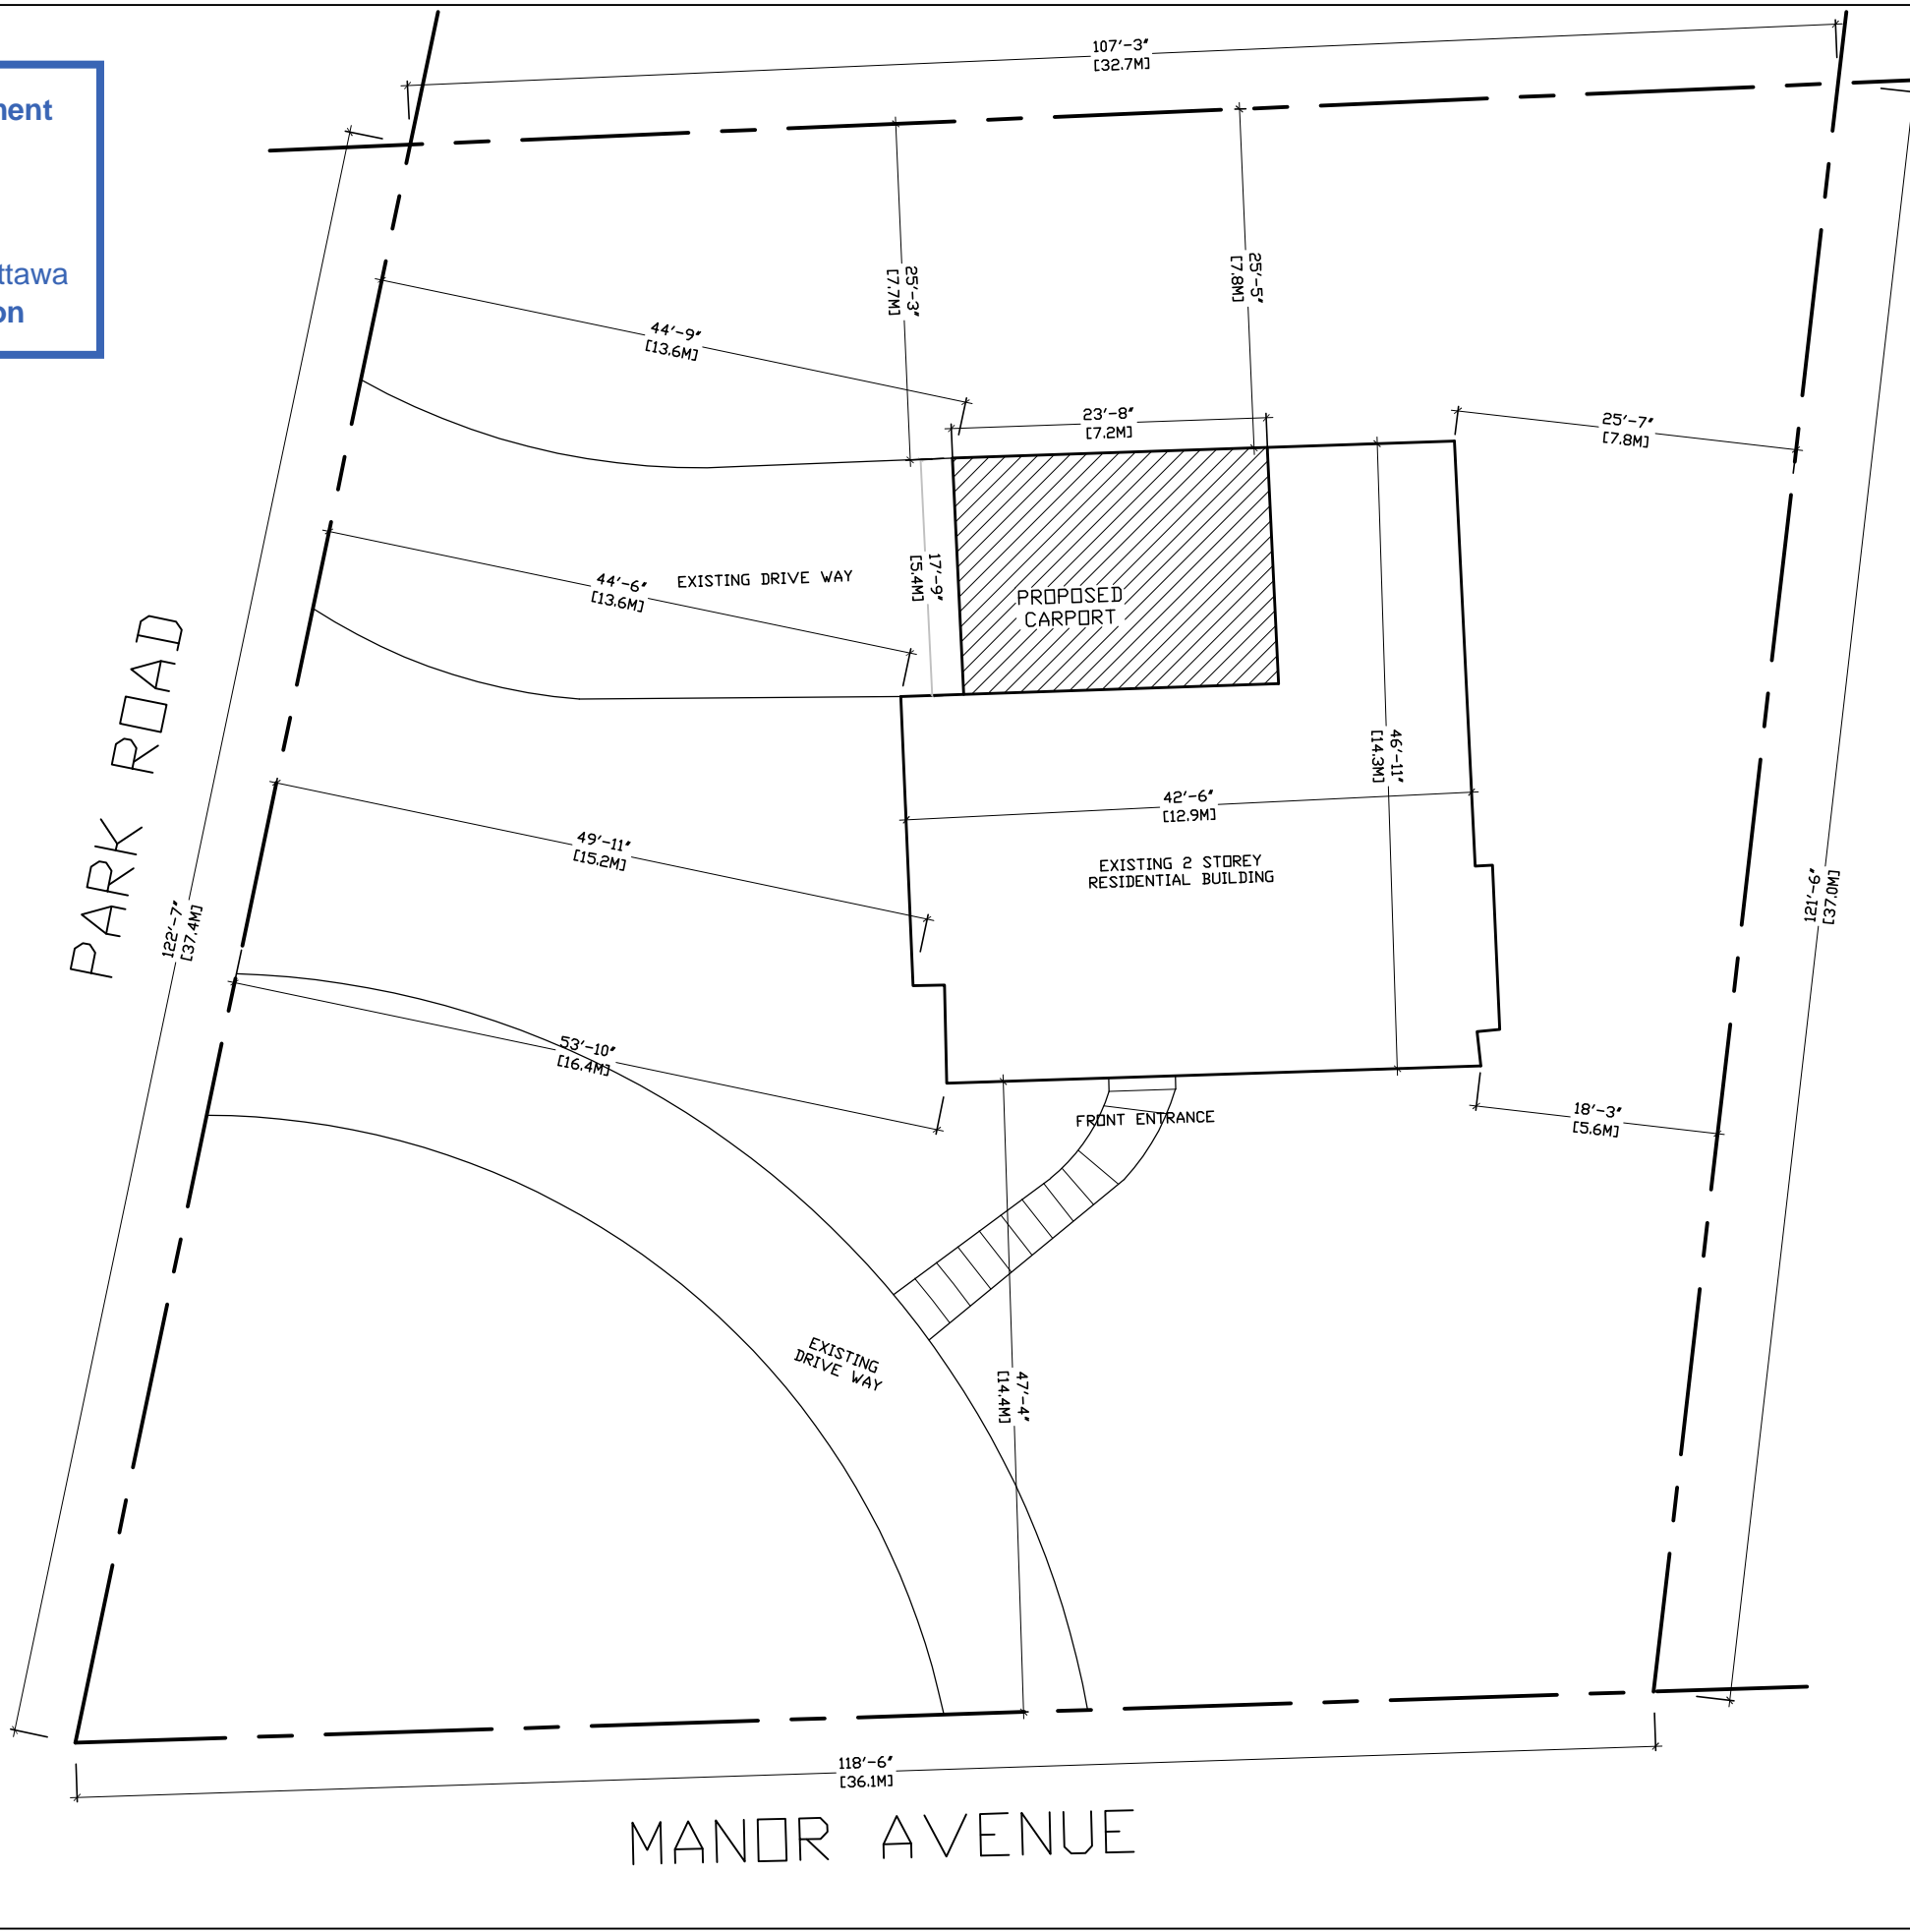 107'-3"
[32.7M]
ttawa
25'-3"
[7.7M]
25'-5"
[7.8M]
44'-9"
[13.6M]
23'-8"
[7.2M]
25'-7"
[7.8M]
17'-9"
[5.4M]
44'-6"
[13.6M]
EXISTING DRIVE WAY
PROPOSED
CARPORT
PARK ROAD
122'-7"
[37.4M]
46'-11"
[14.3M]
42'-6"
[12.9M]
49'-11"
[15.2M]
EXISTING 2 STOREY
RESIDENTIAL BUILDING
121'-6"
[37.0M]
53'-10"
[16.4M]
FRONT ENTRANCE
18'-3"
[5.6M]
EXISTING
DRIVE WAY
47'-4"
[14.4M]
118'-6"
[36.1M]
MANOR AVENUE